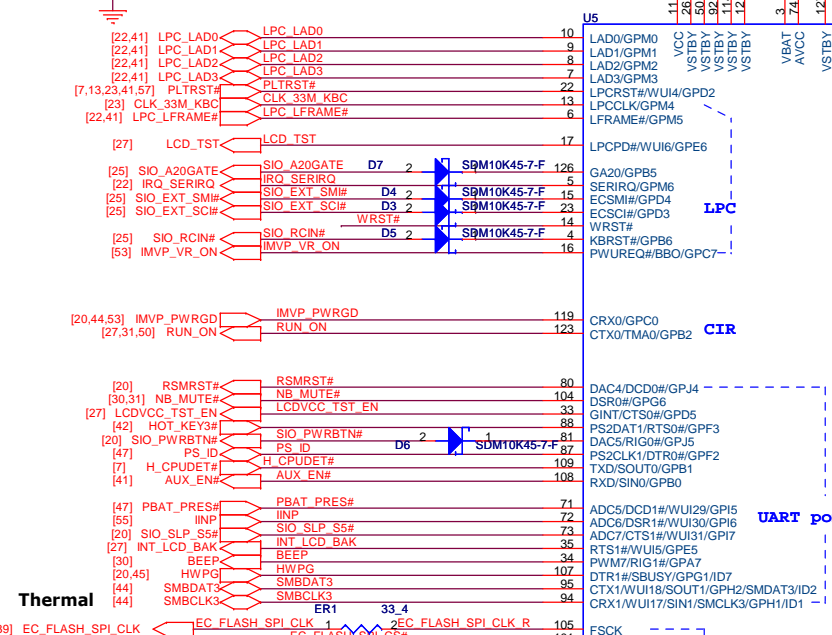 U5
11 26 50 92 11 12 3 74 12
VCC VSTBY VSTBY VSTBY VSTBY VSTBY VBAT AVCC VSTBY
[22,41] LPC_LAD0 LPC_LAD0 10 LAD0/GPM0
[22,41] LPC_LAD1 LPC_LAD1 9 LAD1/GPM1
[22,41] LPC_LAD2 LPC_LAD2 8 LAD2/GPM2
[22,41] LPC_LAD3 LPC_LAD3 7 LAD3/GPM3
[7,13,23,41,57] PLTRST# PLTRST# 22 LPCRST#/WUI4/GPD2
[23] CLK_33M_KBC CLK_33M_KBC 13 LPCCLK/GPM4
[22,41] LPC_LFRAME# LPC_LFRAME# 6 LFRAME#/GPM5
[27] LCD_TST LCD_TST 17 LPCPD#/WUI6/GPE6
[25] SIO_A20GATE SIO_A20GATE D7 2 SDM10K45-7-F 126 GA20/GPB5
[22] IRQ_SERIRQ IRQ_SERIRQ 5 SERIRQ/GPM6
[25] SIO_EXT_SMI# SIO_EXT_SMI# D4 2 SDM10K45-7-F 15 ECSMI#/GPD4
[25] SIO_EXT_SCI# SIO_EXT_SCI# D3 2 SDM10K45-7-F 23 ECSCI#/GPD3
LPC
WRST# 14 WRST#
[25] SIO_RCIN# SIO_RCIN# D5 2 SDM10K45-7-F 4 KBRST#/GPB6
[53] IMVP_VR_ON IMVP_VR_ON 16 PWUREQ#/BBO/GPC7
[20,44,53] IMVP_PWRGD IMVP_PWRGD 119 CRX0/GPC0
[27,31,50] RUN_ON RUN_ON 123 CTX0/TMA0/GPB2
CIR
[20] RSMRST# RSMRST# 80 DAC4/DCD0#/GPJ4
[30,31] NB_MUTE# NB_MUTE# 104 DSR0#/GPG6
[27] LCDVCC_TST_EN LCDVCC_TST_EN 33 GINT/CTS0#/GPD5
[42] HOT_KEY3# 88 PS2DAT1/RTS0#/GPF3
[20] SIO_PWRBTN# SIO_PWRBTN# D6 2 1 SDM10K45-7-F 81 DAC5/RIG0#/GPJ5
[47] PS_ID PS_ID 87 PS2CLK1/DTR0#/GPF2
[7] H_CPUDET# H_CPUDET# 109 TXD/SOUT0/GPB1
[41] AUX_EN# AUX_EN# 108 RXD/SIN0/GPB0
[47] PBAT_PRES# PBAT_PRES# 71 ADC5/DCD1#/WUI29/GPI5
[55] IINP IINP 72 ADC6/DSR1#/WUI30/GPI6
UART po
[20] SIO_SLP_S5# SIO_SLP_S5# 73 ADC7/CTS1#/WUI31/GPI7
[27] INT_LCD_BAK INT_LCD_BAK 35 RTS1#/WUI5/GPE5
[30] BEEP BEEP 34 PWM7/RIG1#/GPA7
[20,45] HWPG HWPG 107 DTR1#/SBUSY/GPG1/ID7
[44] SMBDAT3 SMBDAT3 95 CTX1/WUI18/SOUT1/GPH2/SMDAT3/ID2
Thermal [44] SMBCLK3 SMBCLK3 94 CRX1/WUI17/SIN1/SMCLK3/GPH1/ID1
ER1 33_4
39] EC_FLASH_SPI_CLK EC_FLASH_SPI_CLK 1 2 EC_FLASH_SPI_CLK_R 105 FSCK